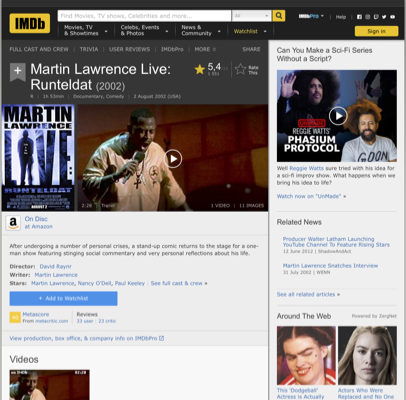 IMDb
Find Movies, TV shows, Celebrities and more...
All
IMDbPro
Help
Movies, TV
& Showtimes
Celebs, Events
& Photos
News &
Community
Watchlist
Sign in
FULL CAST AND CREW | TRIVIA | USER REVIEWS | IMDbPro | MORE
SHARE
Martin Lawrence Live:
Runteldat (2002)
5,4
Rate
This
R | 1h 53min | Documentary, Comedy | 2 August 2002 (USA)
MARTIN
LAWRENCE
LIVE
RUNTELDAT
2:28 | Trailer
1 VIDEO | 11 IMAGES
On Disc
at Amazon
After undergoing a number of personal crises, a stand-up comic returns to the stage for a one-
man show featuring stinging social commentary and very personal reflections about his life.
Director: David Raynr
Writer: Martin Lawrence
Stars: Martin Lawrence, Nancy O'Dell, Paul Keeley | See full cast & crew »
+ Add to Watchlist
Metascore
From metacritic.com
Reviews
33 user | 33 critic
View production, box office, & company info on IMDbPro
Videos
Can You Make a Sci-Fi Series
Without a Script?
REGGIE WATTS'
PHASIUM
PROTOCOL
Well Reggie Watts sure tried with his idea for
a sci-fi improv show. What happens when we
bring his idea to life?
Watch now on "UnMade" »
Related News
Producer Walter Latham Launching
YouTube Channel To Feature Rising Stars
12 June 2012 | ShadowAndAct
Martin Lawrence Snatches Interview
31 July 2002 | WENN
See all related articles »
Around The Web
Powered by ZergNet
This 'Dodgeball'
Actress is Actually
Actors Who Were
Replaced and No One